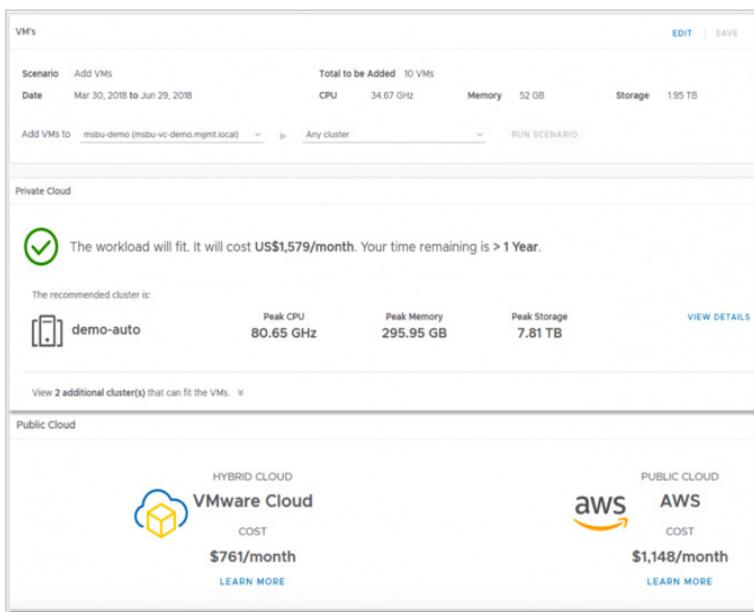 VM's
EDIT | SAVE
Scenario Add VMs Total to be Added 10 VMs
Date Mar 30, 2018 to Jun 29, 2018 CPU 34.67 GHz Memory 52 GB Storage 1.95 TB
Add VMs to msbu-demo (msbu-vc-demo.mgmt.local) Any cluster RUN SCENARIO
Private Cloud
The workload will fit. It will cost US$1,579/month. Your time remaining is > 1 Year.
The recommended cluster is:
demo-auto
Peak CPU
80.65 GHz
Peak Memory
295.95 GB
Peak Storage
7.81 TB
VIEW DETAILS
View 2 additional cluster(s) that can fit the VMs.
Public Cloud
HYBRID CLOUD
VMware Cloud
COST
$761/month
LEARN MORE
aws
PUBLIC CLOUD
AWS
COST
$1,148/month
LEARN MORE